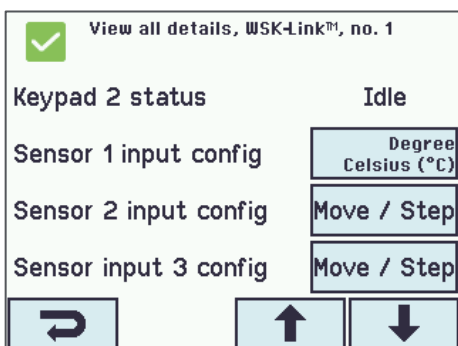 View all details, WSK-Link™, no. 1
Keypad 2 status Idle
Sensor 1 input config Degree Celsius (°C)
Sensor 2 input config Move / Step
Sensor input 3 config Move / Step